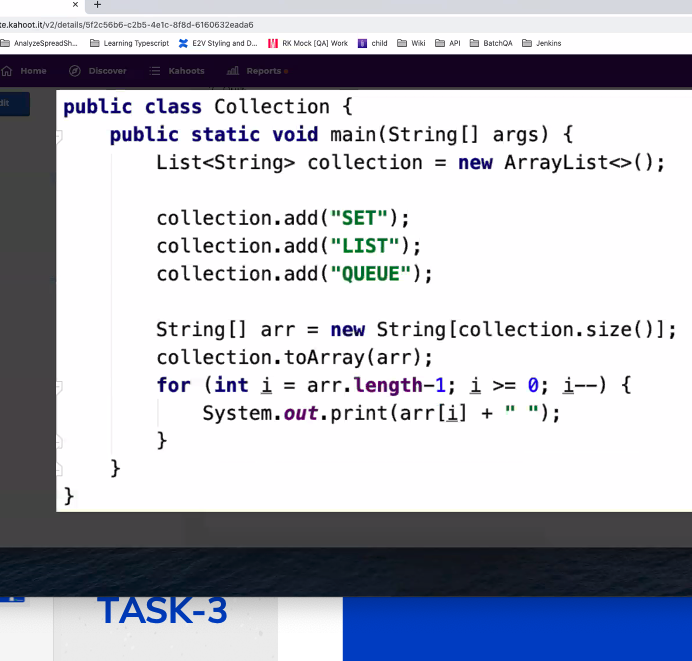 × +
te.kahoot.it/v2/details/5f2c56b6-c2b5-4e1c-8f8d-6160632eada6
AnalyzeSpreadSh... Learning Typescript E2V Styling and D... RK Mock [QA] Work child Wiki API BatchQA Jenkins
Home Discover Kahoots Reports
dit
public class Collection {
public static void main(String[] args) {
List<String> collection = new ArrayList<>();
collection.add("SET");
collection.add("LIST");
collection.add("QUEUE");
String[] arr = new String[collection.size()];
collection.toArray(arr);
for (int i = arr.length-1; i >= 0; i--) {
System.out.print(arr[i] + " ");
}
}
}
TASK-3